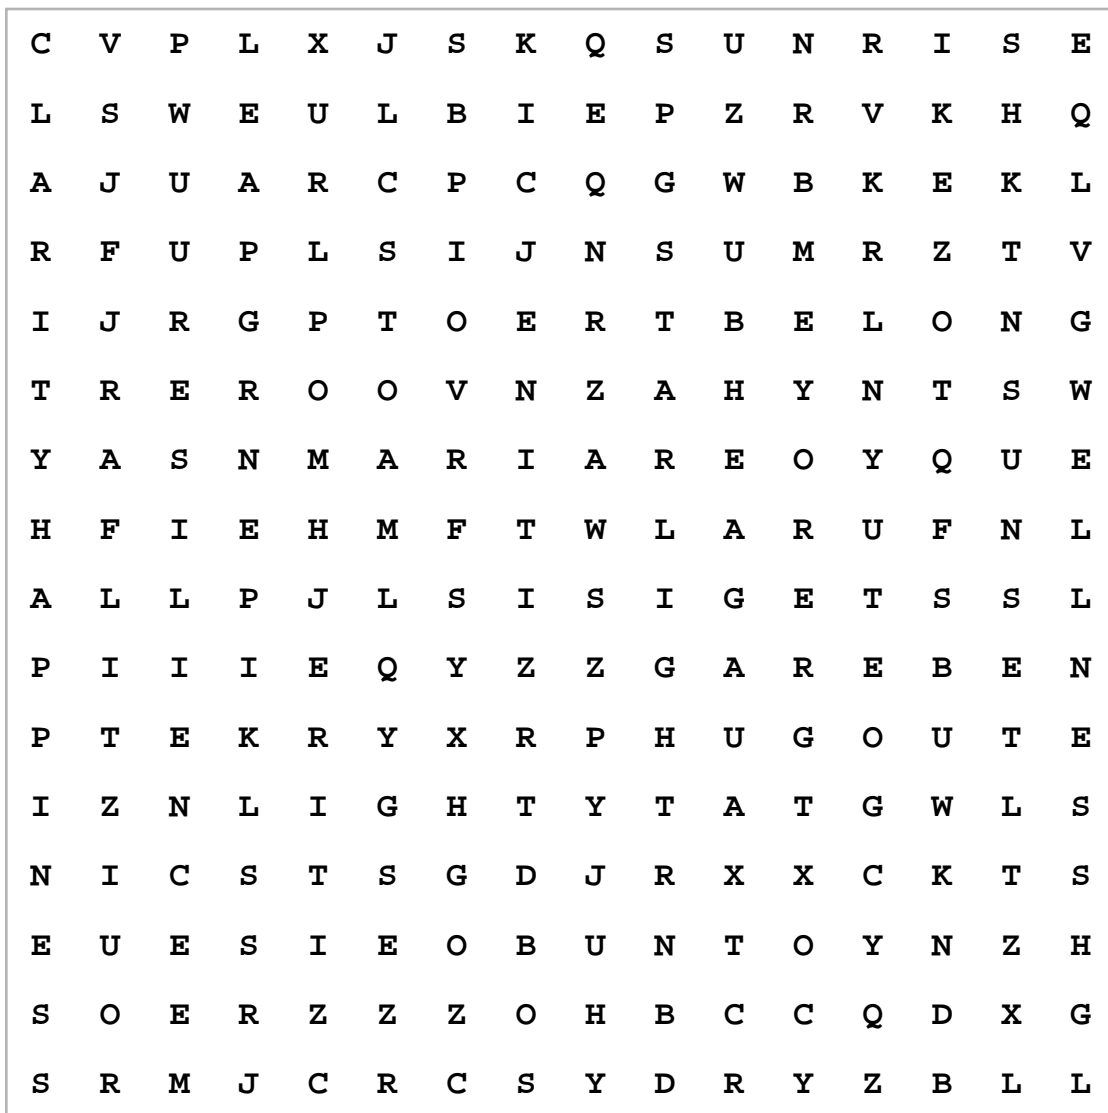 C V P L X J S K Q S U N R I S E
L S W E U L B I E P Z R V K H Q
A J U A R C P C Q G W B K E K L
R F U P L S I J N S U M R Z T V
I J R G P T O E R T B E L O N G
T R E R O O V N Z A H Y N T S W
Y A S N M A R I A R E O Y Q U E
H F I E H M F T W L A R U F N L
A L L P J L S I S I G E T S S L
P I I I E Q Y Z Z G A R E B E N
P T E K R Y X R P H U G O U T E
I Z N L I G H T Y T A T G W L S
N I C S T S G D J R X X C K T S
E U E S I E O B U N T O Y N Z H
S O E R Z Z Z O H B C C Q D X G
S R M J C R C S Y D R Y Z B L L